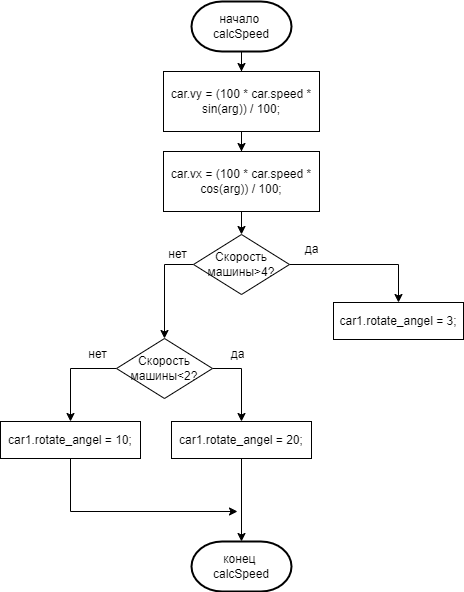 начало
calcSpeed
car.vy = (100 * car.speed *
sin(arg)) / 100;
car.vx = (100 * car.speed *
cos(arg)) / 100;
Скорость
машины>4?
нет
да
car1.rotate_angel = 3;
Скорость
машины<2?
нет
да
car1.rotate_angel = 10;
car1.rotate_angel = 20;
конец
calcSpeed